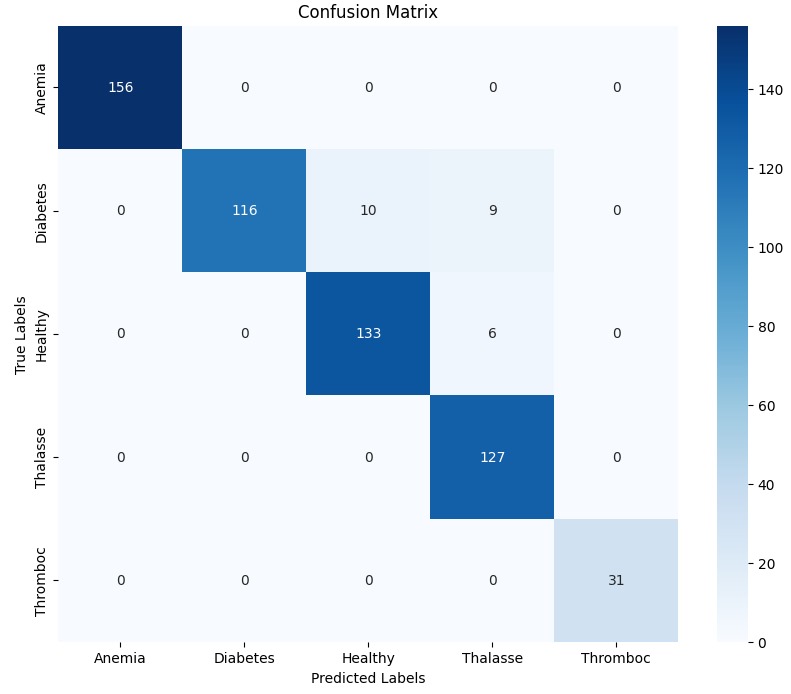 Confusion Matrix
True Labels
Anemia 156 0 0 0 0
Diabetes 0 116 10 9 0
Healthy 0 0 133 6 0
Thalasse 0 0 0 127 0
Thromboc 0 0 0 0 31
Anemia Diabetes Healthy Thalasse Thromboc
Predicted Labels
140
120
100
80
60
40
20
0